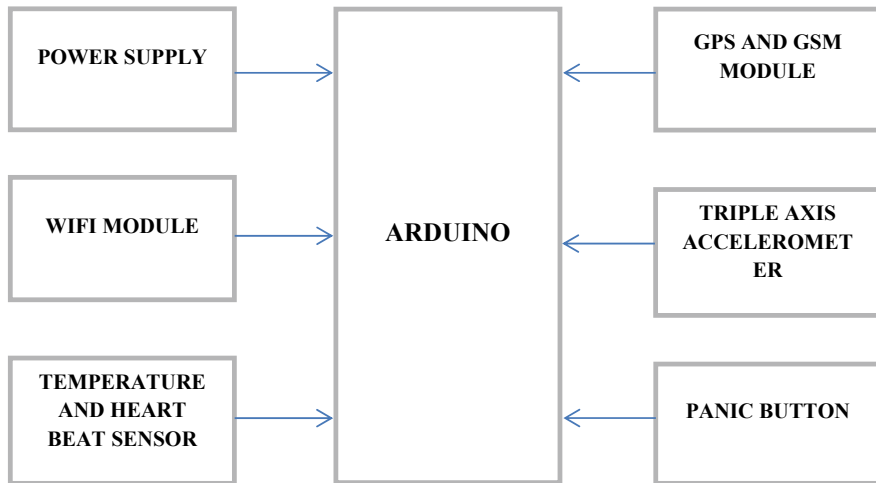 POWER SUPPLY
WIFI MODULE
TEMPERATURE
AND HEART
BEAT SENSOR
ARDUINO
GPS AND GSM
MODULE
TRIPLE AXIS
ACCELEROMET
ER
PANIC BUTTON